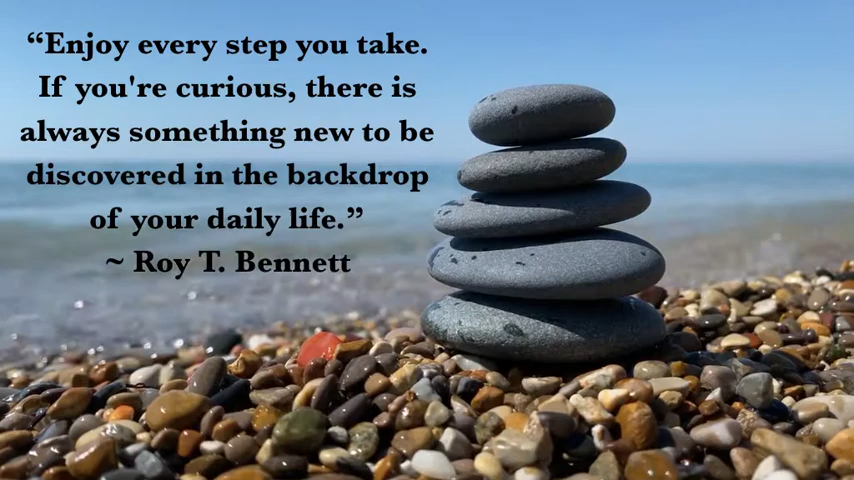 “Enjoy every step you take.
If you're curious, there is
always something new to be
discovered in the backdrop
of your daily life.”
~ Roy T. Bennett